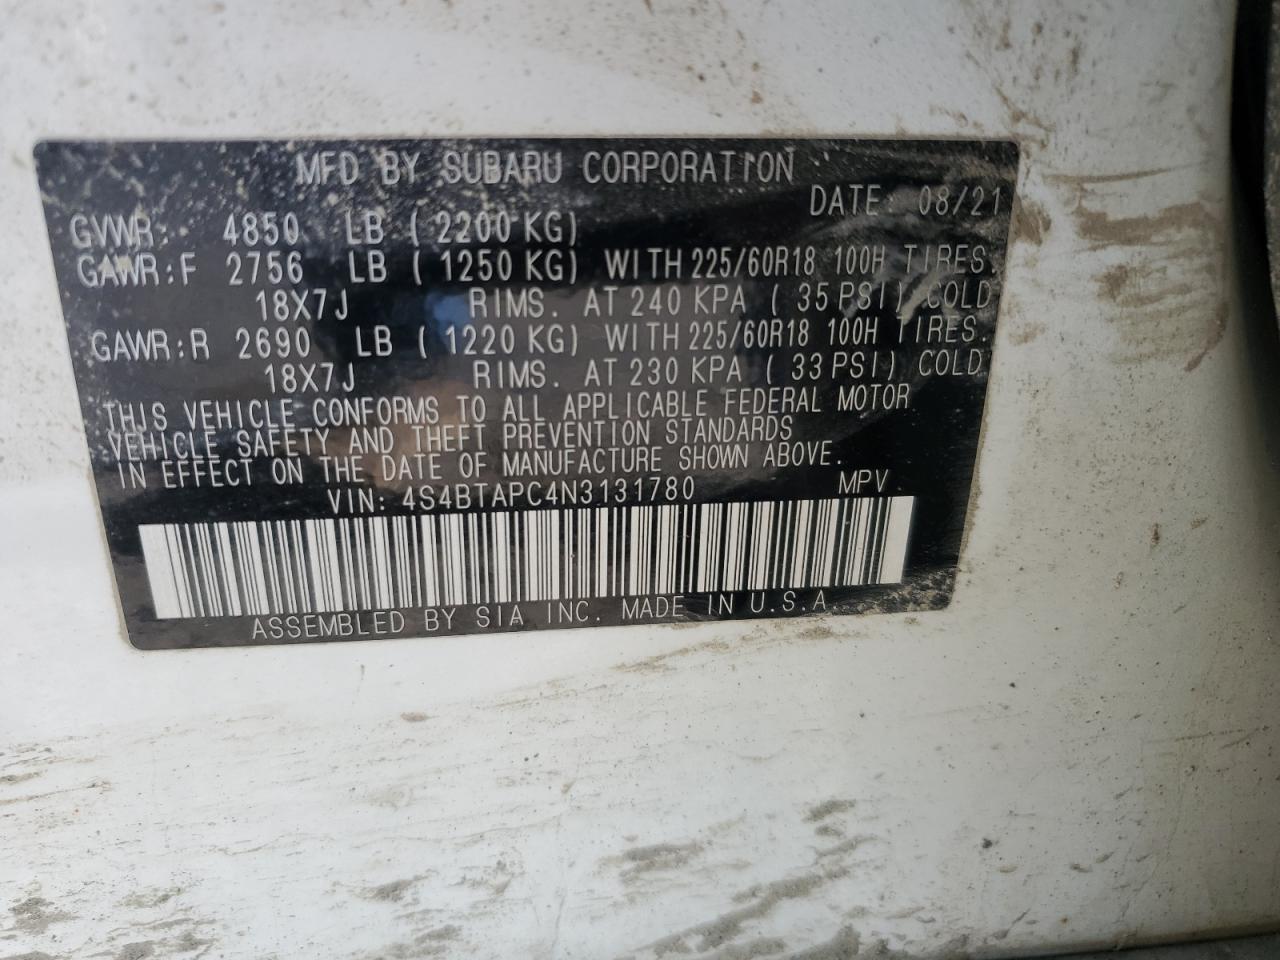 MFD BY SUBARU CORPORATION
DATE: 08/21
GVWR: 4850 LB ( 2200 KG)
GAWR:F 2756 LB ( 1250 KG) WITH 225/60R18 100H TIRES.
18X7J RIMS. AT 240 KPA ( 35 PSI) COLD
GAWR:R 2690 LB ( 1220 KG) WITH 225/60R18 100H TIRES.
18X7J RIMS. AT 230 KPA ( 33 PSI) COLD
THIS VEHICLE CONFORMS TO ALL APPLICABLE FEDERAL MOTOR
VEHICLE SAFETY AND THEFT PREVENTION STANDARDS
IN EFFECT ON THE DATE OF MANUFACTURE SHOWN ABOVE.
VIN: 4S4BTAPC4N3131780 MPV
ASSEMBLED BY SIA INC. MADE IN U.S.A.